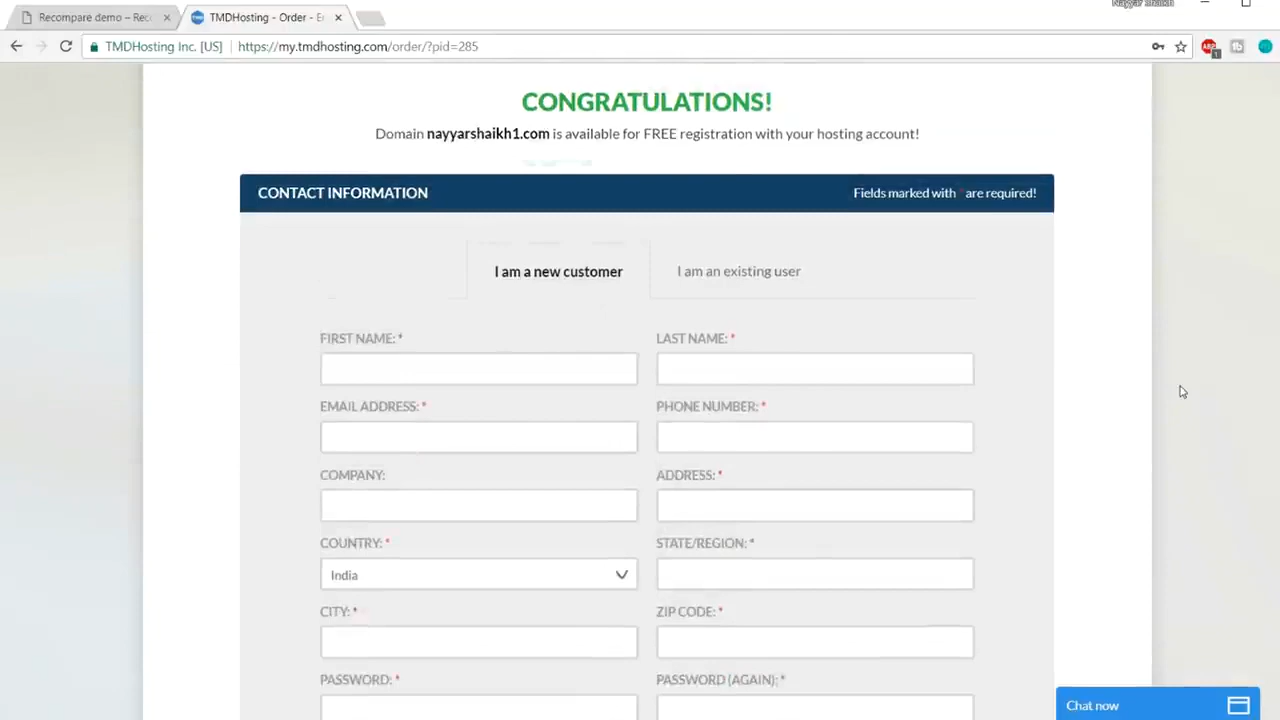 Recompare demo – Rec
TMDHosting - Order - E
Nayyar Shaikh
TMDHosting Inc. [US]
https://my.tmdhosting.com/order/?pid=285
CONGRATULATIONS!
Domain nayyarshaikh1.com is available for FREE registration with your hosting account!
CONTACT INFORMATION
Fields marked with * are required!
I am a new customer
I am an existing user
FIRST NAME: *
LAST NAME: *
EMAIL ADDRESS: *
PHONE NUMBER: *
COMPANY:
ADDRESS: *
COUNTRY: *
STATE/REGION: *
India
CITY: *
ZIP CODE: *
PASSWORD: *
PASSWORD (AGAIN): *
Chat now